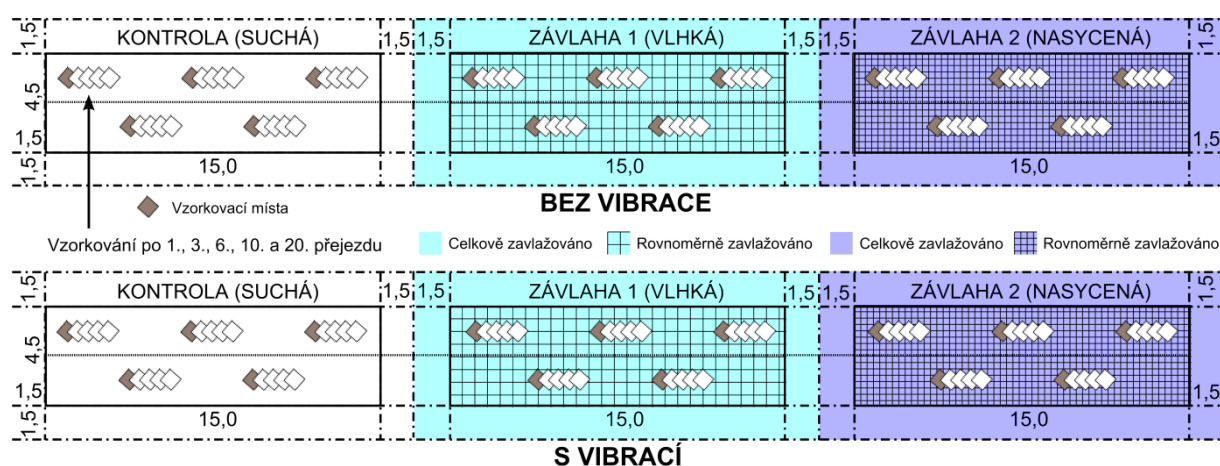 KONTROLA (SUCHÁ)
ZÁVLAHA 1 (VLHKÁ)
ZÁVLAHA 2 (NASYCENÁ)
1,5
1,5
1,5
1,5
1,5
1,5
4,5
1,5
1,5
15,0
15,0
15,0
BEZ VIBRACE
Vzorkovací místa
Vzorkování po 1., 3., 6., 10. a 20. přejezdu
Celkově zavlažováno
Rovnoměrně zavlažováno
Celkově zavlažováno
Rovnoměrně zavlažováno
KONTROLA (SUCHÁ)
ZÁVLAHA 1 (VLHKÁ)
ZÁVLAHA 2 (NASYCENÁ)
1,5
1,5
1,5
1,5
1,5
1,5
4,5
1,5
1,5
15,0
15,0
15,0
S VIBRACÍ